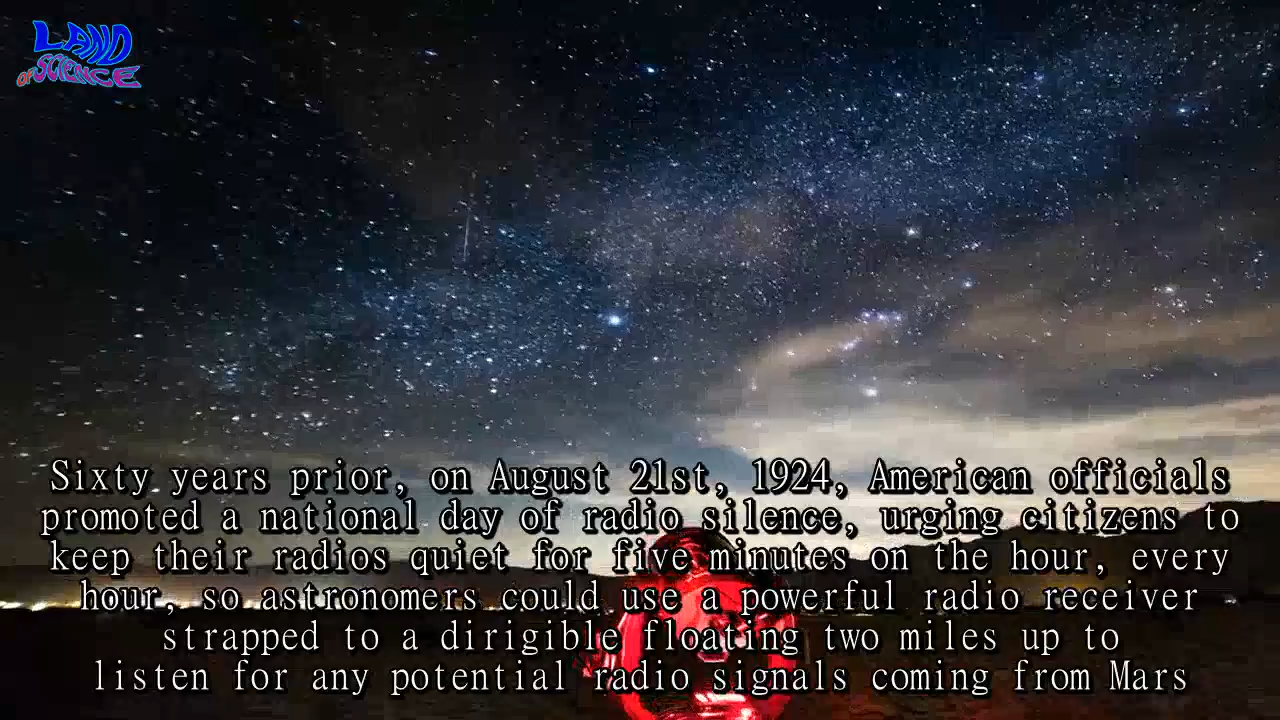 LAND
OF SCIENCE
Sixty years prior, on August 21st, 1924, American officials
promoted a national day of radio silence, urging citizens to
keep their radios quiet for five minutes on the hour, every
hour, so astronomers could use a powerful radio receiver
strapped to a dirigible floating two miles up to
listen for any potential radio signals coming from Mars